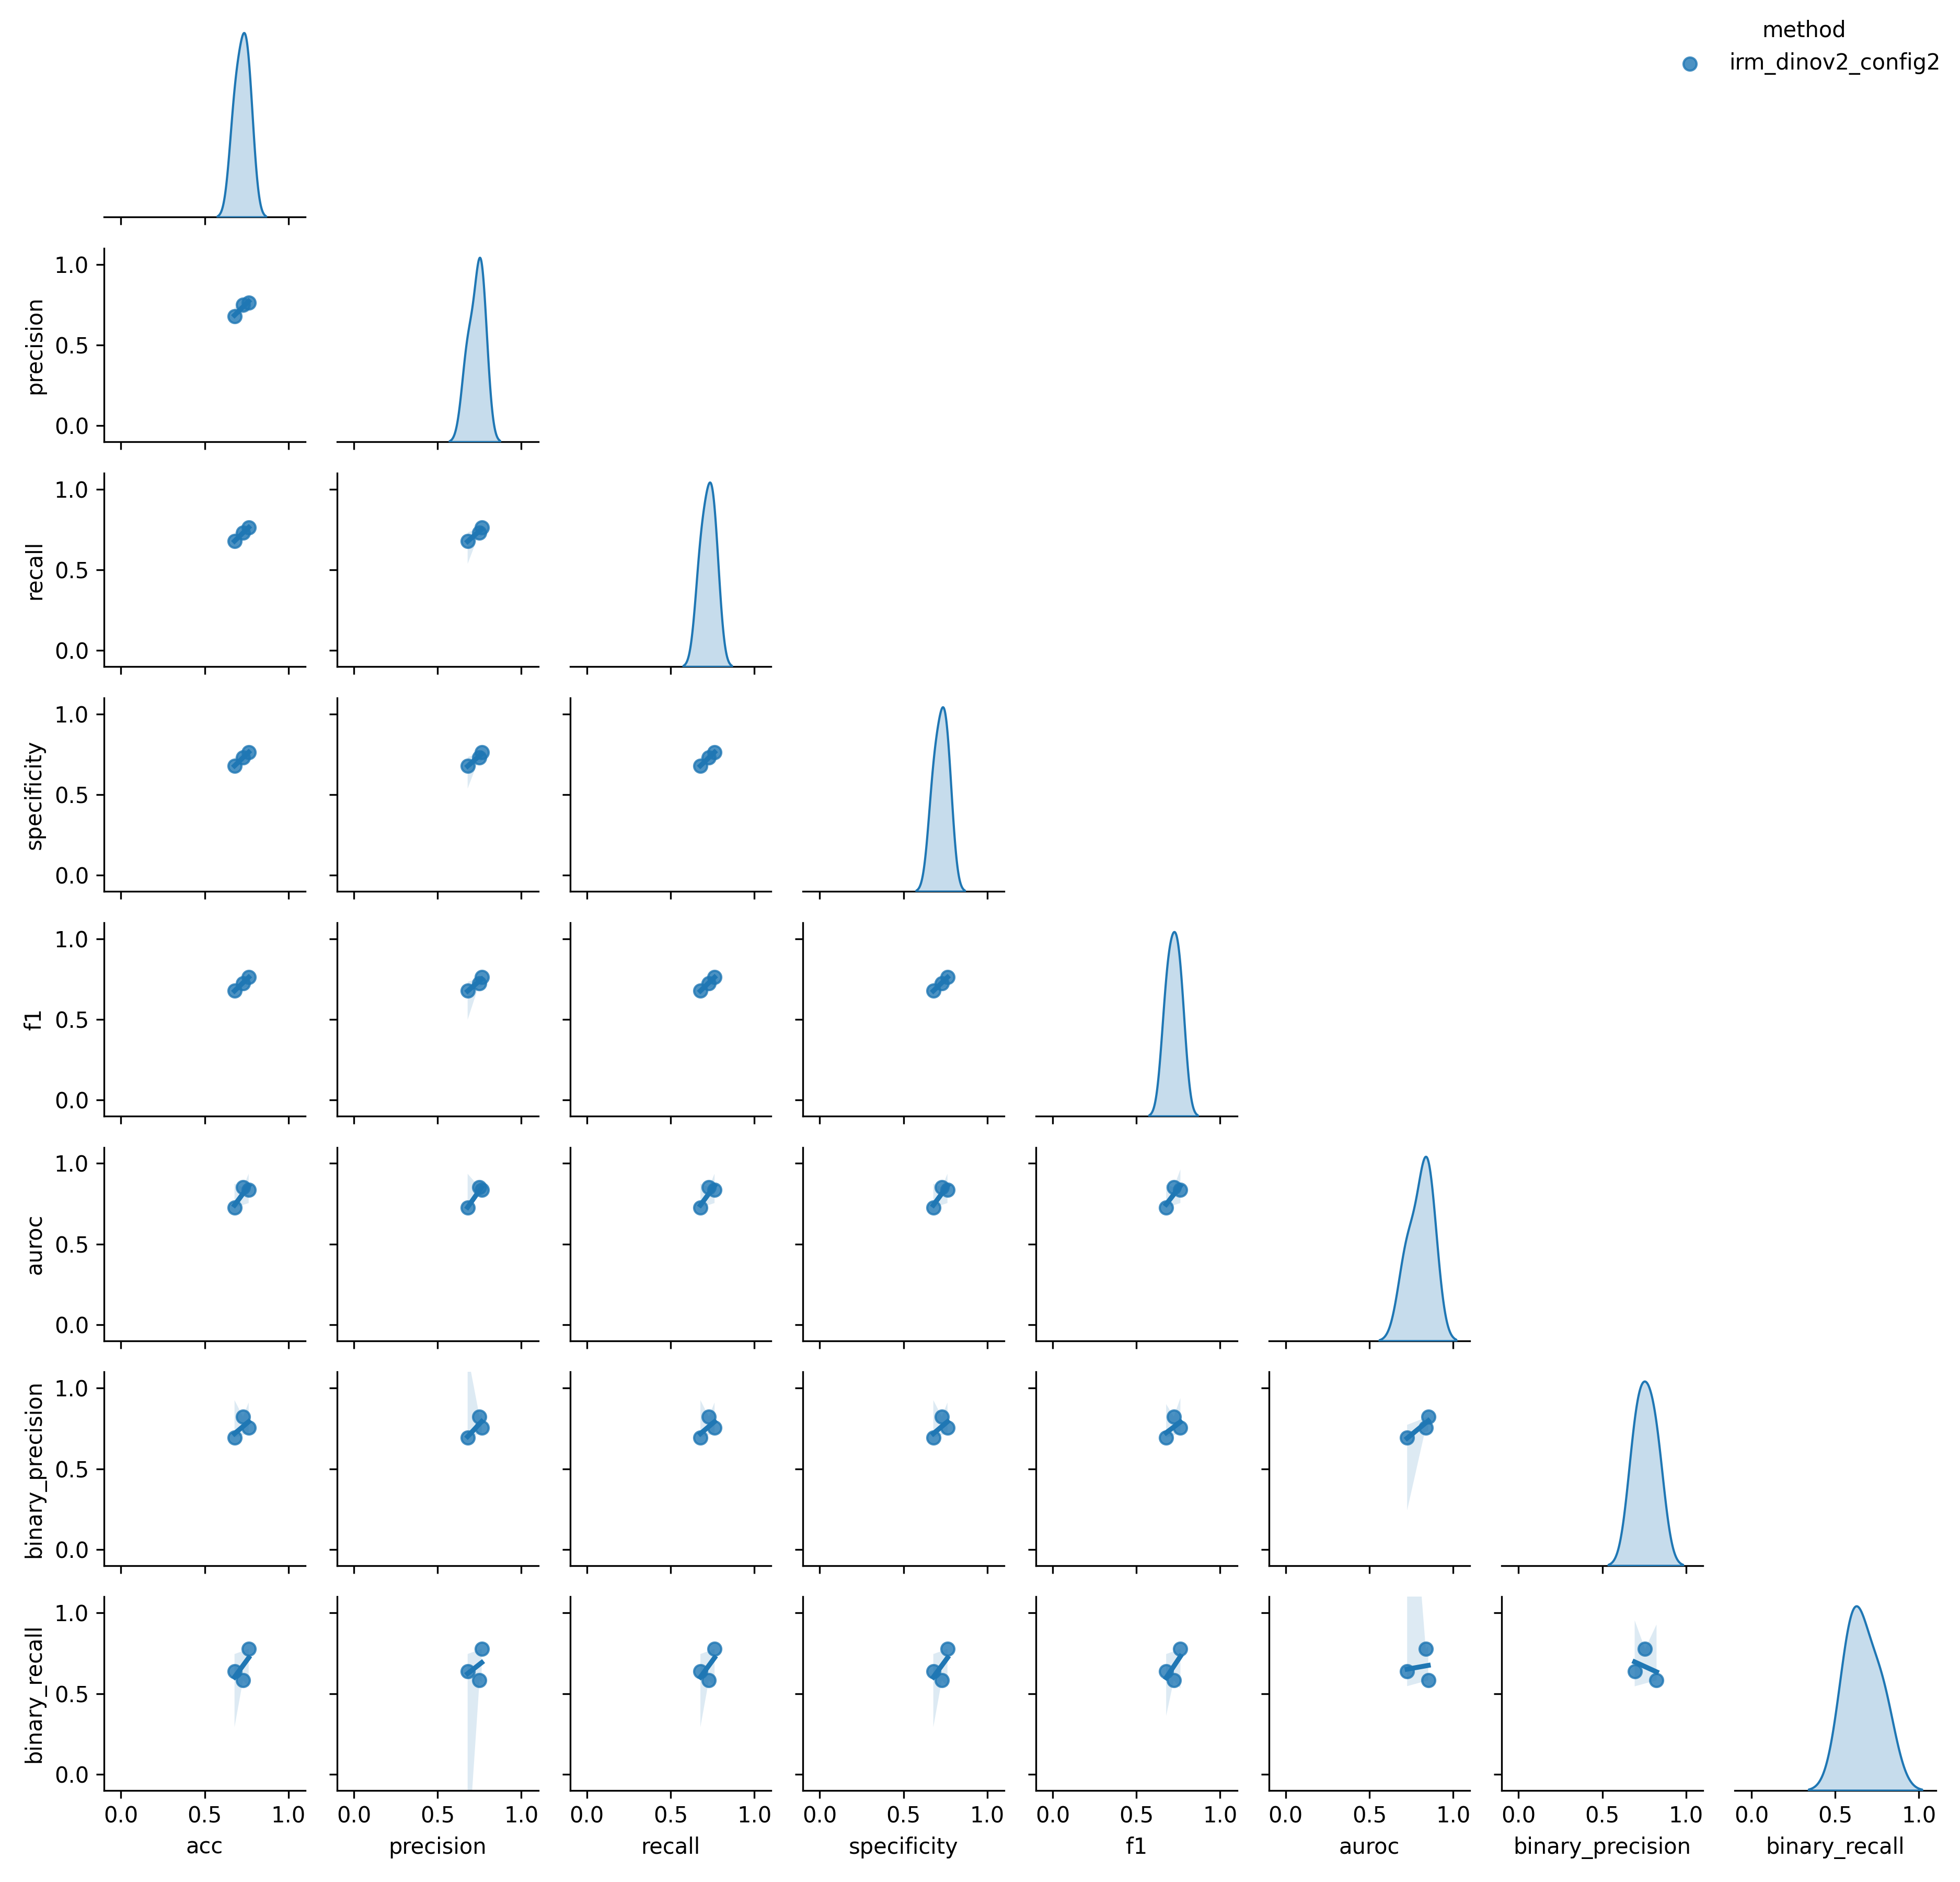 method
irm_dinov2_config2
1.0
precision
0.5
0.0
1.0
recall
0.5
0.0
1.0
specificity
0.5
0.0
1.0
f1
0.5
0.0
1.0
auroc
0.5
0.0
1.0
binary_precision
0.5
0.0
1.0
binary_recall
0.5
0.0
0.0 0.5 1.0 0.0 0.5 1.0 0.0 0.5 1.0 0.0 0.5 1.0 0.0 0.5 1.0 0.0 0.5 1.0 0.0 0.5 1.0 0.0 0.5 1.0
acc precision recall specificity f1 auroc binary_precision binary_recall